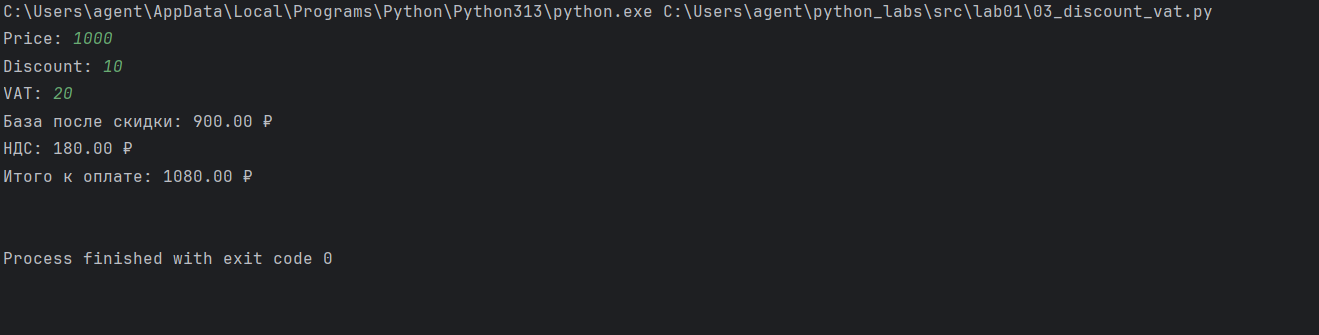 C:\Users\agent\AppData\Local\Programs\Python\Python313\python.exe C:\Users\agent\python_labs\src\lab01\03_discount_vat.py
Price: 1000
Discount: 10
VAT: 20
База после скидки: 900.00 ₽
НДС: 180.00 ₽
Итого к оплате: 1080.00 ₽
Process finished with exit code 0